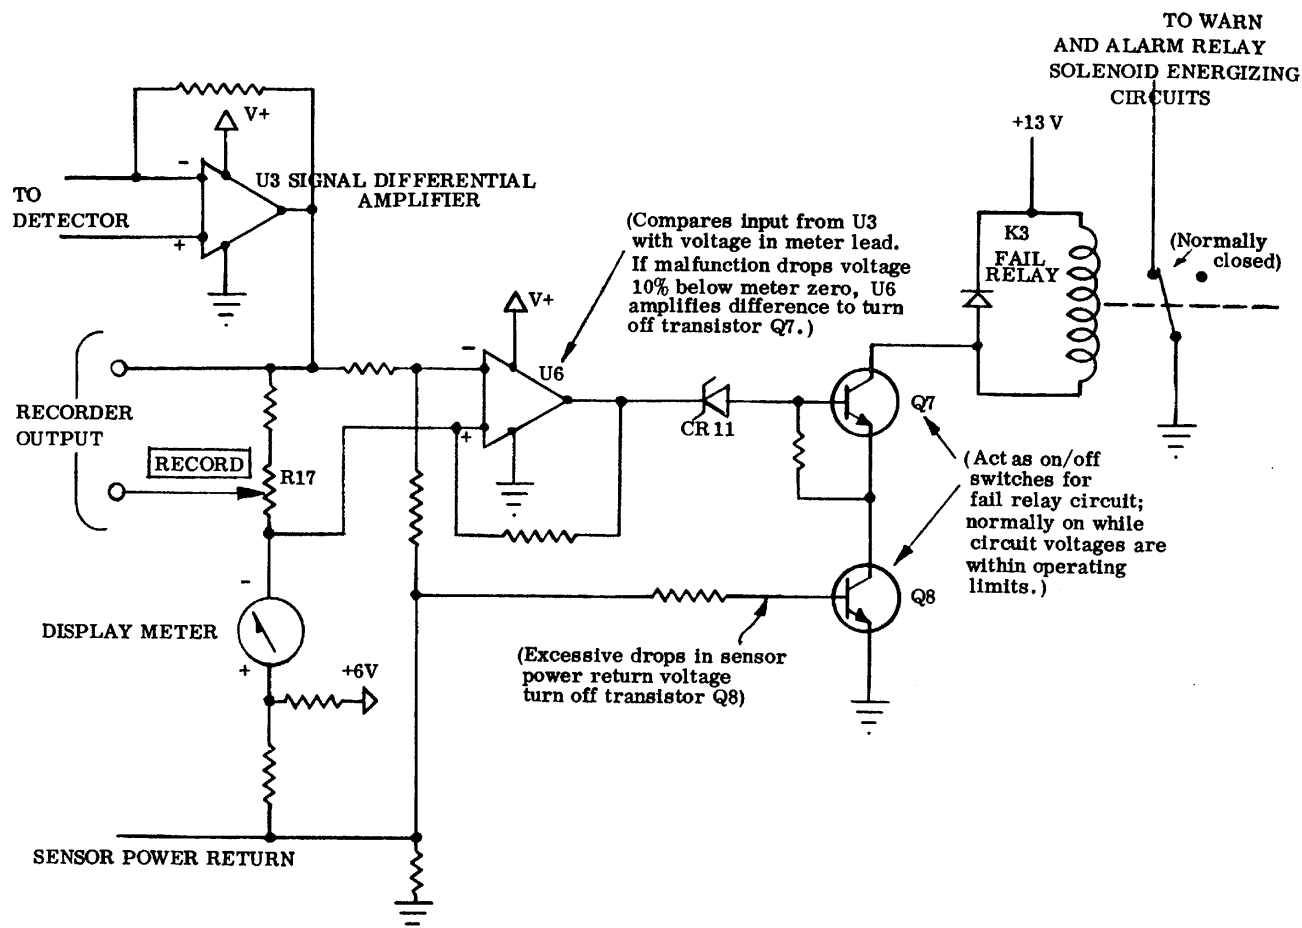 TO WARN
AND ALARM RELAY
SOLENOID ENERGIZING
CIRCUITS
+13 V
V+
-
U3 SIGNAL DIFFERENTIAL
AMPLIFIER
TO
DETECTOR
+
(Compares input from U3
with voltage in meter lead.
If malfunction drops voltage
10% below meter zero, U6
amplifies difference to turn
off transistor Q7.)
K3
FAIL
RELAY
(Normally
closed)
V+
-
U6
+
RECORDER
OUTPUT
RECORD
R17
CR 11
Q7
(Act as on/off
switches for
fail relay circuit;
normally on while
circuit voltages are
within operating
limits.)
-
DISPLAY METER
+
+6V
Q8
(Excessive drops in sensor
power return voltage
turn off transistor Q8)
SENSOR POWER RETURN